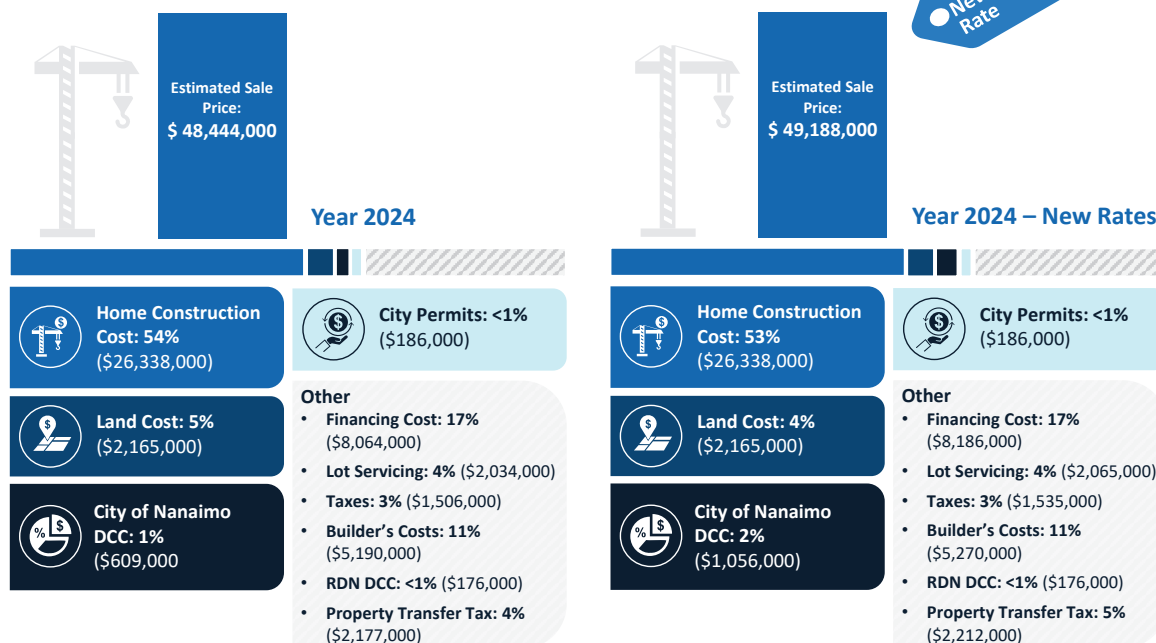 New
Rate
Estimated Sale
Price:
$ 48,444,000
Year 2024
Home Construction
Cost: 54%
($26,338,000)
Land Cost: 5%
($2,165,000)
City of Nanaimo
DCC: 1%
($609,000
City Permits: <1%
($186,000)
Other
• Financing Cost: 17%
($8,064,000)
• Lot Servicing: 4% ($2,034,000)
• Taxes: 3% ($1,506,000)
• Builder’s Costs: 11%
($5,190,000)
• RDN DCC: <1% ($176,000)
• Property Transfer Tax: 4%
($2,177,000)
Estimated Sale
Price:
$ 49,188,000
Year 2024 – New Rates
Home Construction
Cost: 53%
($26,338,000)
Land Cost: 4%
($2,165,000)
City of Nanaimo
DCC: 2%
($1,056,000)
City Permits: <1%
($186,000)
Other
• Financing Cost: 17%
($8,186,000)
• Lot Servicing: 4% ($2,065,000)
• Taxes: 3% ($1,535,000)
• Builder’s Costs: 11%
($5,270,000)
• RDN DCC: <1% ($176,000)
• Property Transfer Tax: 5%
($2,212,000)